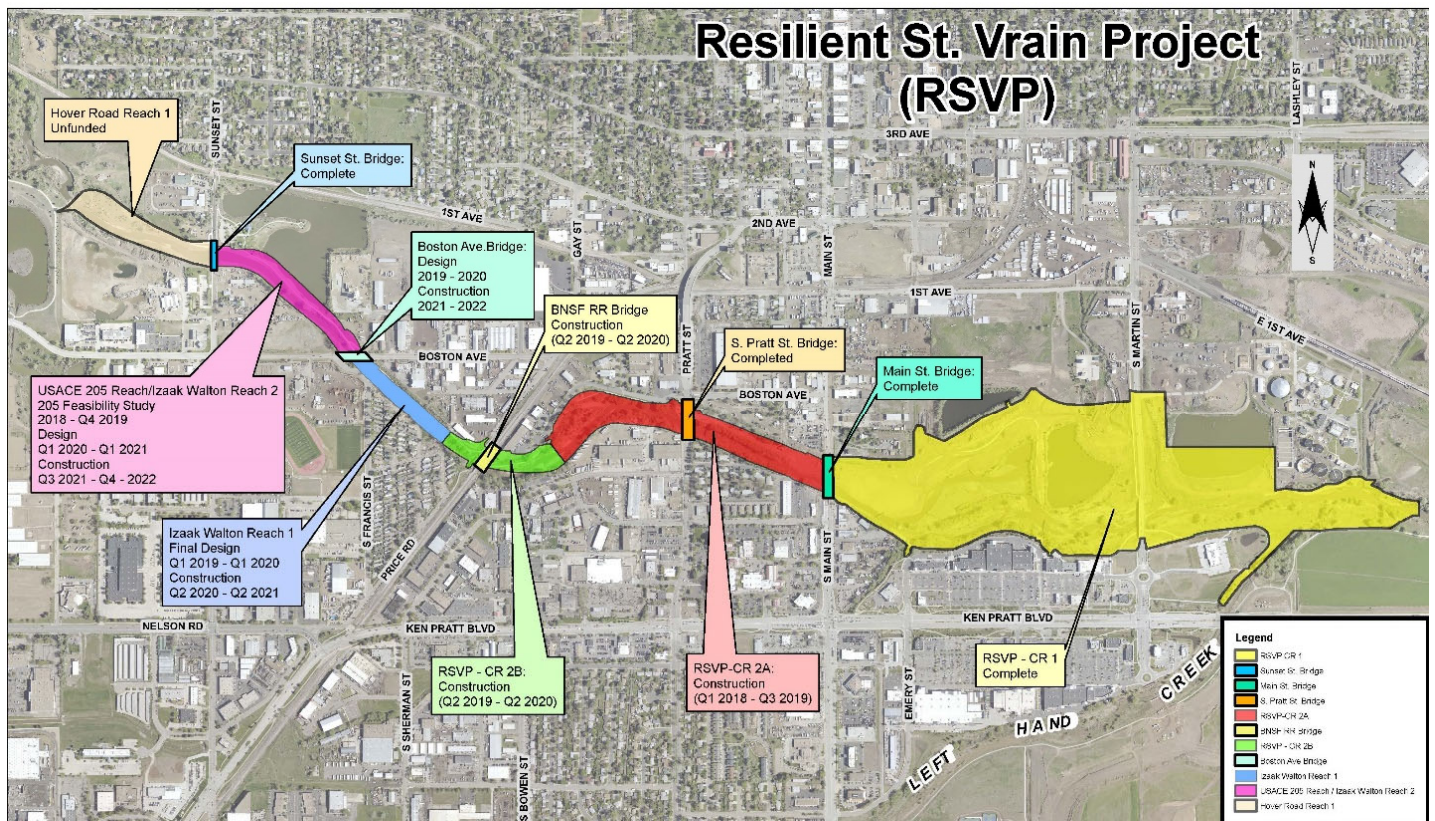 Resilient St. Vrain Project
(RSVP)
Hover Road Reach 1
Unfunded
SUNSET ST
Sunset St. Bridge:
Complete
LASHLEY ST
3RD AVE
N
S
1ST AVE
2ND AVE
GAY ST
MAIN ST
Boston Ave.Bridge:
Design
2019 - 2020
Construction
2021 - 2022
BNSF RR Bridge
Construction
(Q2 2019 - Q2 2020)
1ST AVE
PRATT ST
S MARTIN ST
E 1ST AVE
S. Pratt St. Bridge:
Completed
BOSTON AVE
BOSTON AVE
Main St. Bridge:
Complete
USACE 205 Reach/Izaak Walton Reach 2
205 Feasibility Study
2018 - Q4 2019
Design
Q1 2020 - Q1 2021
Construction
Q3 2021 - Q4 - 2022
S FRANCIS ST
PRICE RD
Izaak Walton Reach 1
Final Design
Q1 2019 - Q1 2020
Construction
Q2 2020 - Q2 2021
S MAIN ST
NELSON RD
KEN PRATT BLVD
KEN PRATT BLVD
RSVP - CR 2B:
Construction
(Q2 2019 - Q2 2020)
RSVP-CR 2A:
Construction
(Q1 2018 - Q3 2019)
RSVP - CR 1
Complete
S SHERMAN ST
S BOWEN ST
EMERY ST
LEFT HAND CREEK
Legend
RSVP CR 1
Sunset St. Bridge
Main St. Bridge
S. Pratt St. Bridge
RSVP-CR 2A
BNSF RR Bridge
RSVP - CR 2B
Boston Ave Bridge
Izaak Walton Reach 1
USACE 205 Reach / Izaak Walton Reach 2
Hover Road Reach 1